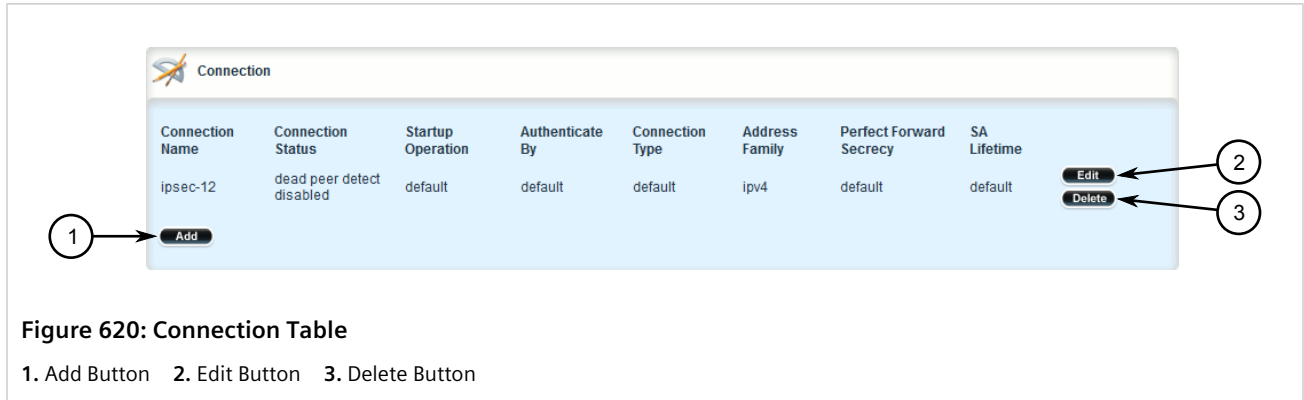 Connection
Connection Name
Connection Status
Startup Operation
Authenticate By
Connection Type
Address Family
Perfect Forward Secrecy
SA Lifetime
ipsec-12
dead peer detect disabled
default
default
default
ipv4
default
default
Edit
Delete
Add
1
2
3
Figure 620: Connection Table
1. Add Button 2. Edit Button 3. Delete Button